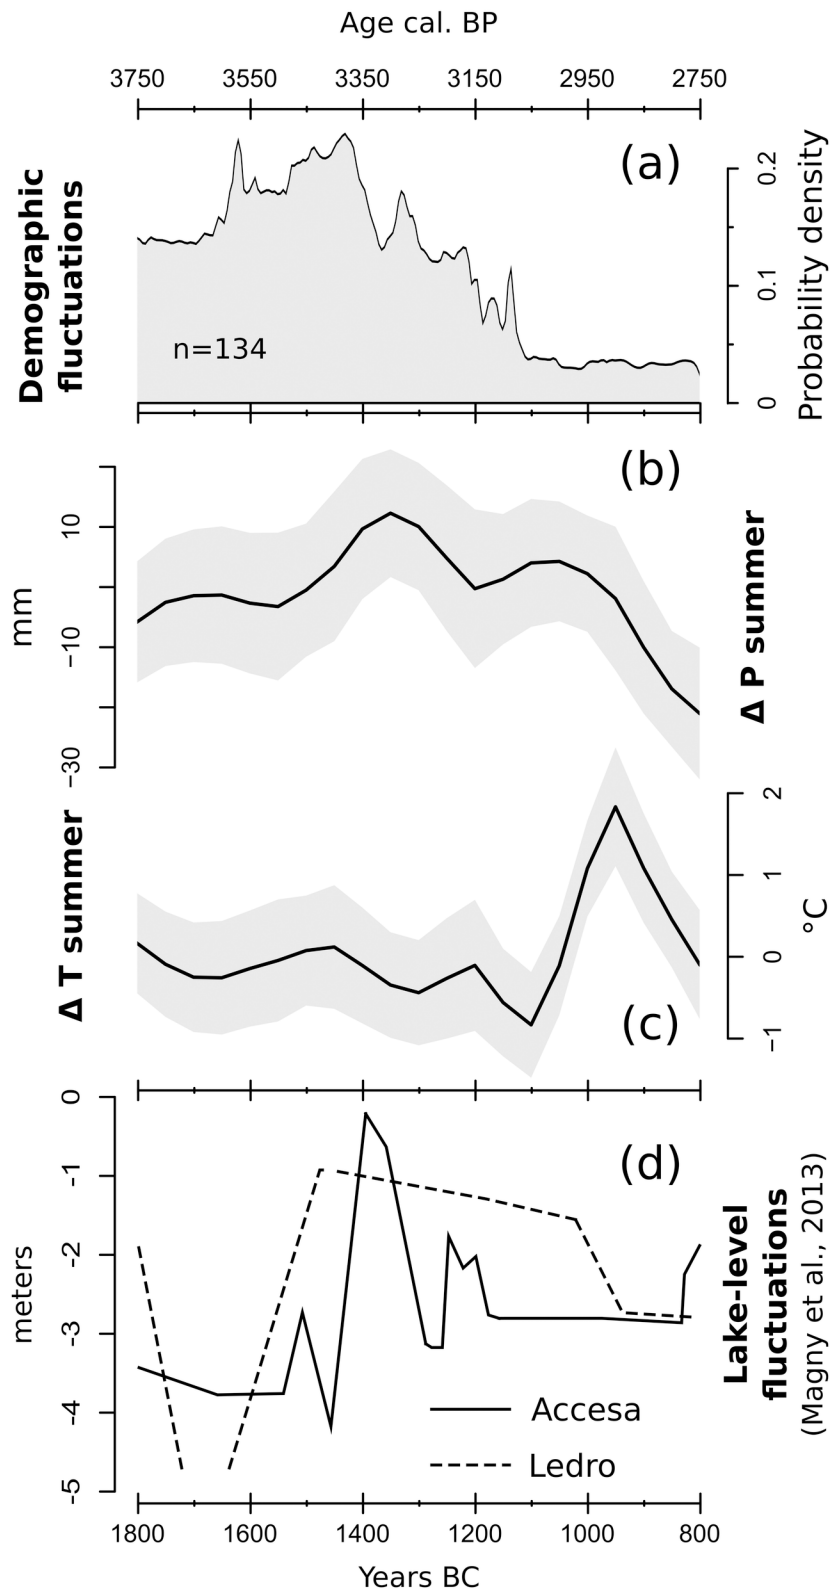 Age cal. BP
3750 3550 3350 3150 2950 2750
(a)
Demographic
fluctuations
n=134
0.2
0.1
0
Probability density
(b)
10
−10
−30
mm
Δ P summer
2
1
0
−1
°C
Δ T summer
(c)
0
-1
-2
-3
-4
-5
meters
(d)
Lake-level
fluctuations
(Magny et al., 2013)
Accesa
Ledro
1800 1600 1400 1200 1000 800
Years BC